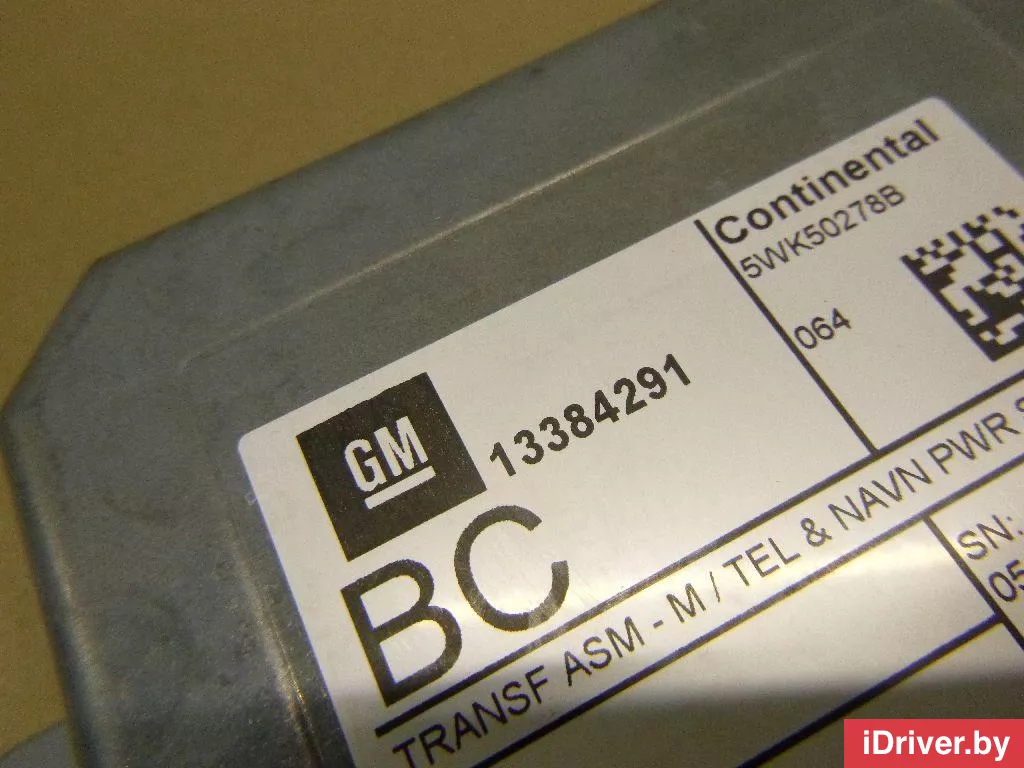 Continental
5WK50278B
064
GM
13384291
BC
TRANSF ASM - M / TEL & NAVN PWR
SN:
05
iDriver.by